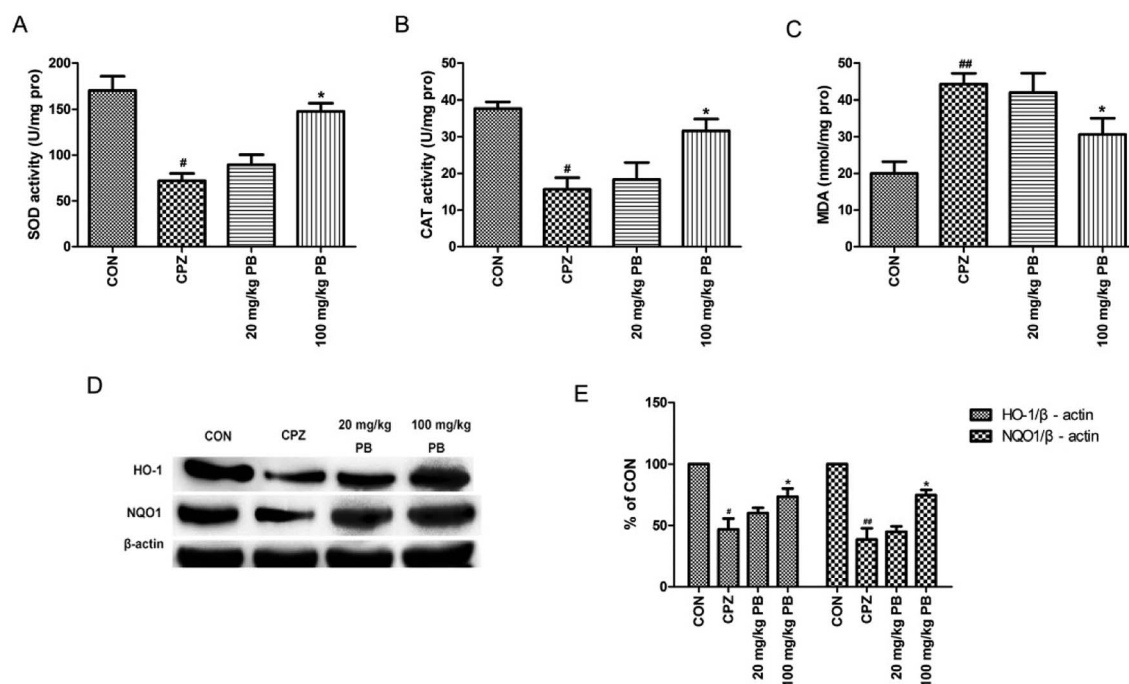 A
SOD activity (U/mg pro)
200
150
100
50
0
#
*
CON
CPZ
20 mg/kg PB
100 mg/kg PB
B
CAT activity (U/mg pro)
60
40
20
0
#
*
CON
CPZ
20 mg/kg PB
100 mg/kg PB
C
MDA (nmol/mg pro)
50
40
30
20
10
0
##
*
CON
CPZ
20 mg/kg PB
100 mg/kg PB
D
CON
CPZ
20 mg/kg
PB
100 mg/kg
PB
HO-1
NQO1
β-actin
E
% of CON
150
100
50
0
#
*
##
*
CON
CPZ
20 mg/kg PB
100 mg/kg PB
CON
CPZ
20 mg/kg PB
100 mg/kg PB
HO-1/β - actin
NQO1/β - actin